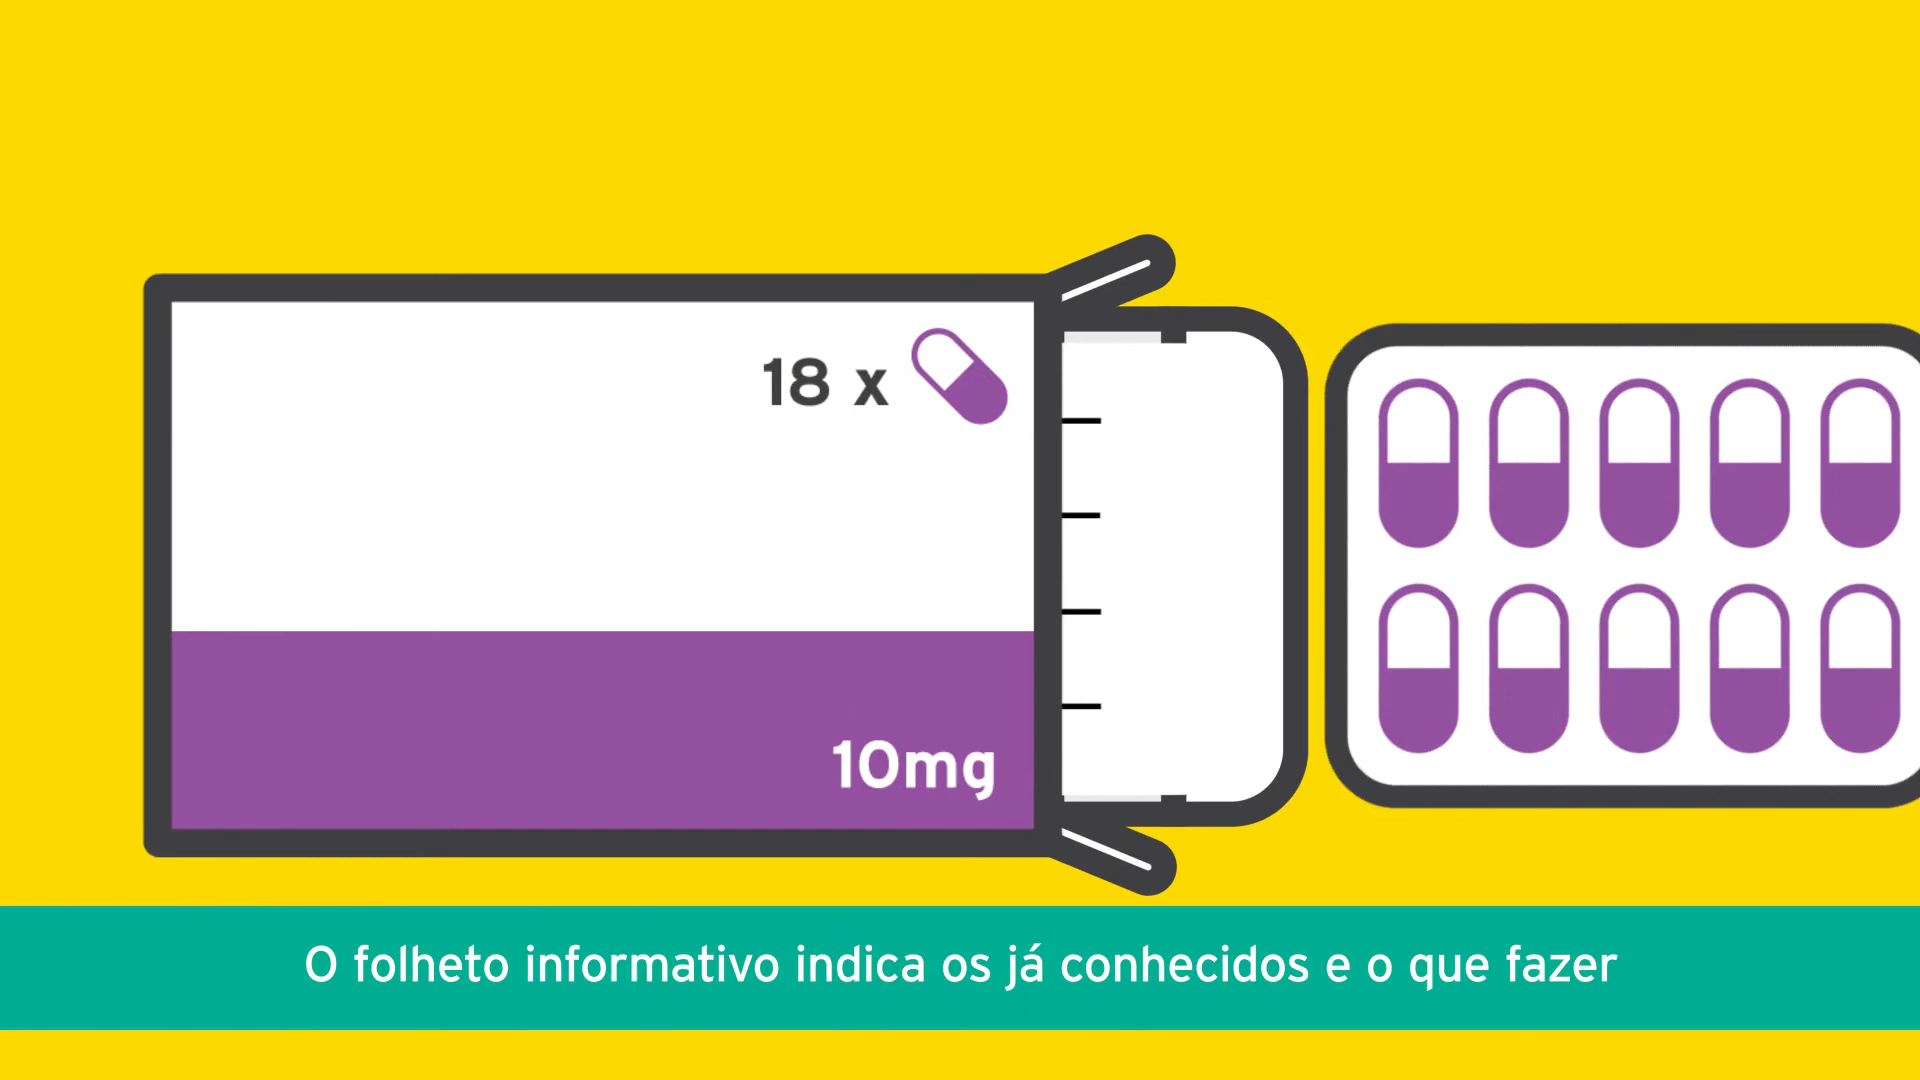 18 x
10mg
O folheto informativo indica os já conhecidos e o que fazer